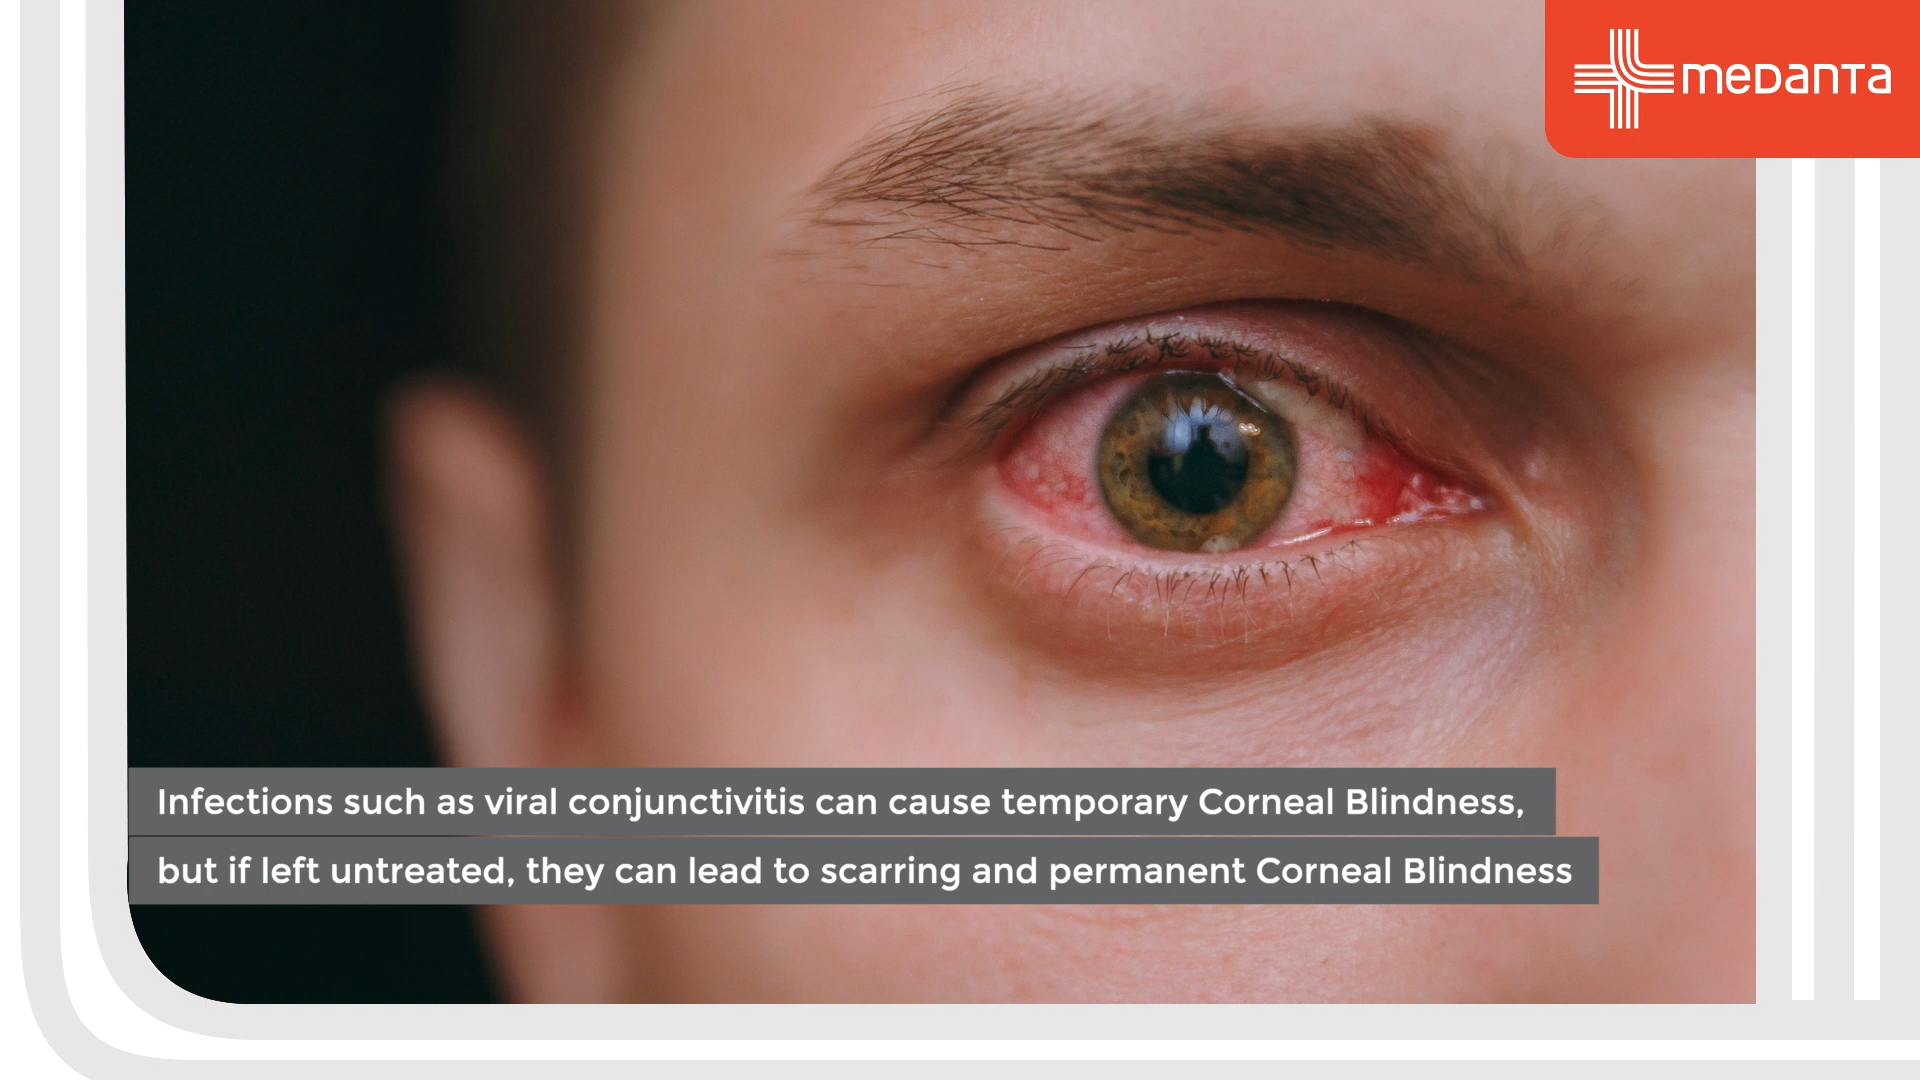 medanta
Infections such as viral conjunctivitis can cause temporary Corneal Blindness,
but if left untreated, they can lead to scarring and permanent Corneal Blindness